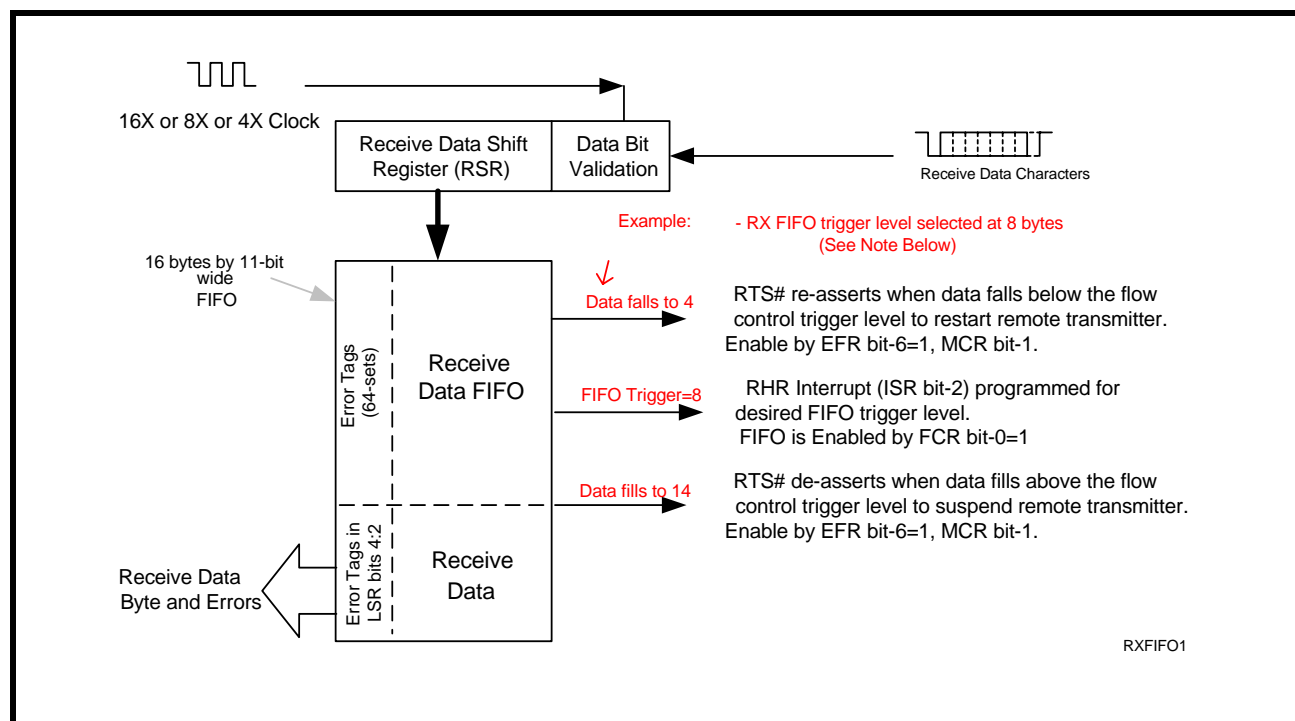 16X or 8X or 4X Clock
Receive Data Shift
Register (RSR)
Data Bit
Validation
Receive Data Characters
Example:
- RX FIFO trigger level selected at 8 bytes
(See Note Below)
16 bytes by 11-bit
wide
FIFO
Data falls to 4
RTS# re-asserts when data falls below the flow
control trigger level to restart remote transmitter.
Enable by EFR bit-6=1, MCR bit-1.
Error Tags
(64-sets)
Receive
Data FIFO
FIFO Trigger=8
RHR Interrupt (ISR bit-2) programmed for
desired FIFO trigger level.
FIFO is Enabled by FCR bit-0=1
Data fills to 14
RTS# de-asserts when data fills above the flow
control trigger level to suspend remote transmitter.
Enable by EFR bit-6=1, MCR bit-1.
Error Tags in
LSR bits 4:2
Receive
Data
Receive Data
Byte and Errors
RXFIFO1